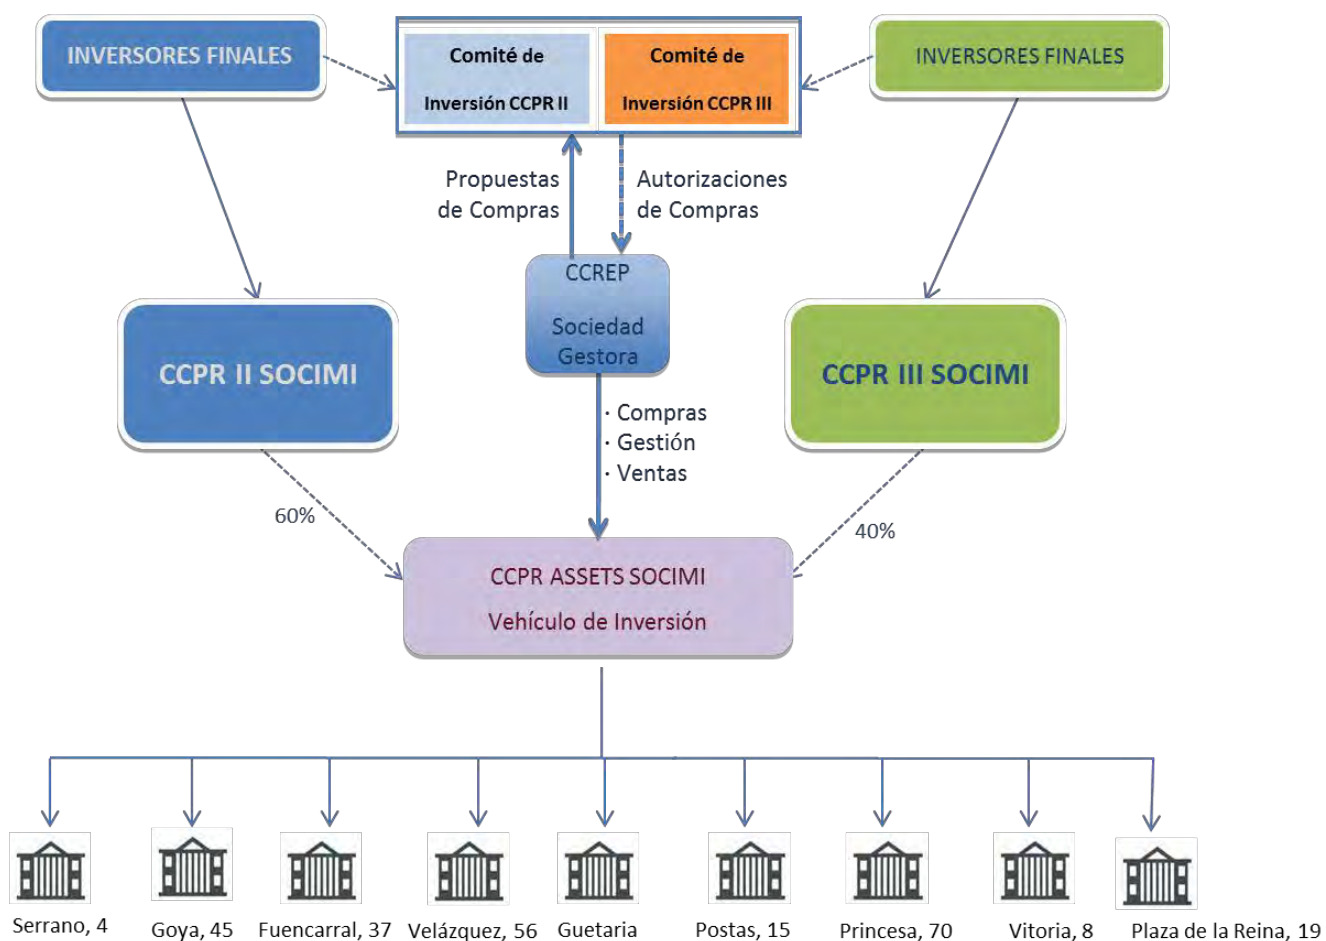 INVERSORES FINALES
Comité de
Inversión CCPR II
Comité de
Inversión CCPR III
INVERSORES FINALES
Propuestas
de Compras
Autorizaciones
de Compras
CCREP
Sociedad
Gestora
CCPR II SOCIMI
CCPR III SOCIMI
· Compras
· Gestión
· Ventas
60%
40%
CCPR ASSETS SOCIMI
Vehículo de Inversión
Serrano, 4
Goya, 45
Fuencarral, 37
Velázquez, 56
Guetaria
Postas, 15
Princesa, 70
Vitoria, 8
Plaza de la Reina, 19